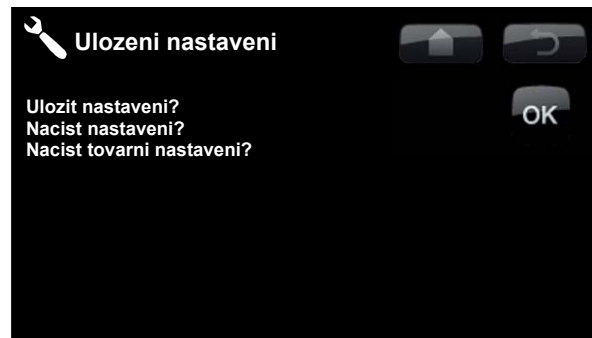 Ulozeni nastaveni
Ulozit nastaveni?
OK
Nacist nastaveni?
Nacist tovarni nastaveni?